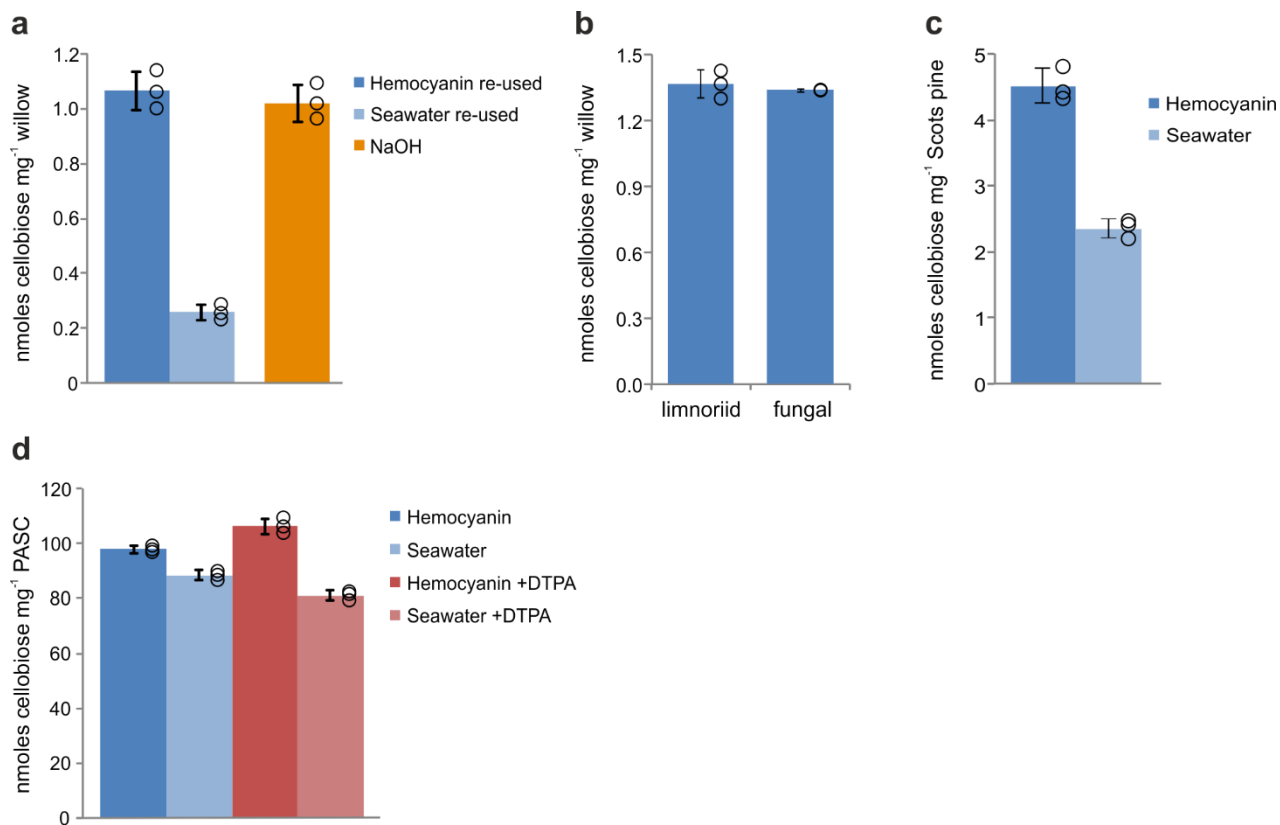 a
nmoles cellobiose mg⁻¹ willow
1.2
1.0
0.8
0.6
0.4
0.2
0
Hemocyanin re-used
Seawater re-used
NaOH
b
nmoles cellobiose mg⁻¹ willow
1.5
1.2
0.9
0.6
0.3
0.0
limnoriid fungal
c
nmoles cellobiose mg⁻¹ Scots pine
5
4
3
2
1
0
Hemocyanin
Seawater
d
nmoles cellobiose mg⁻¹ PASC
120
100
80
60
40
20
0
Hemocyanin
Seawater
Hemocyanin +DTPA
Seawater +DTPA